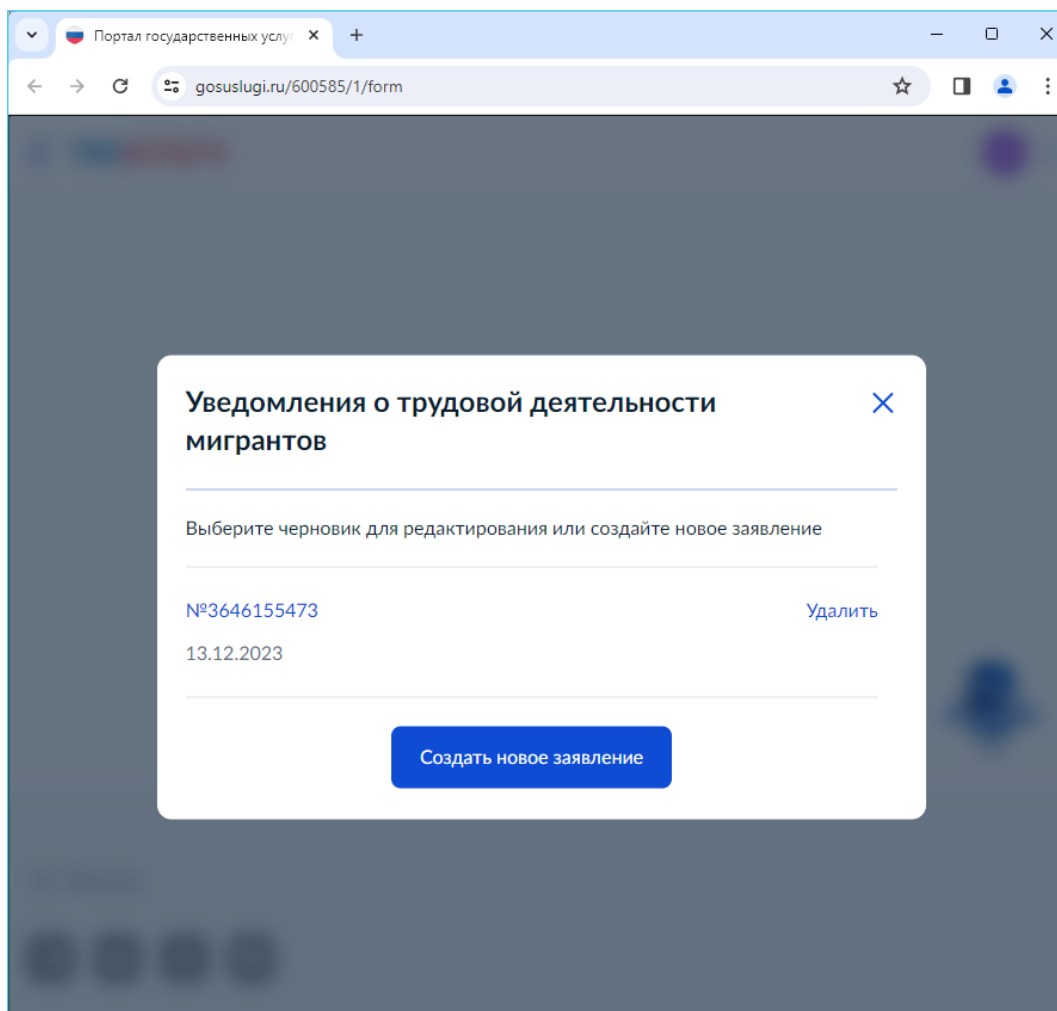 Портал государственных услу
gosuslugi.ru/600585/1/form
Уведомления о трудовой деятельности
мигрантов
Выберите черновик для редактирования или создайте новое заявление
№3646155473
Удалить
13.12.2023
Создать новое заявление